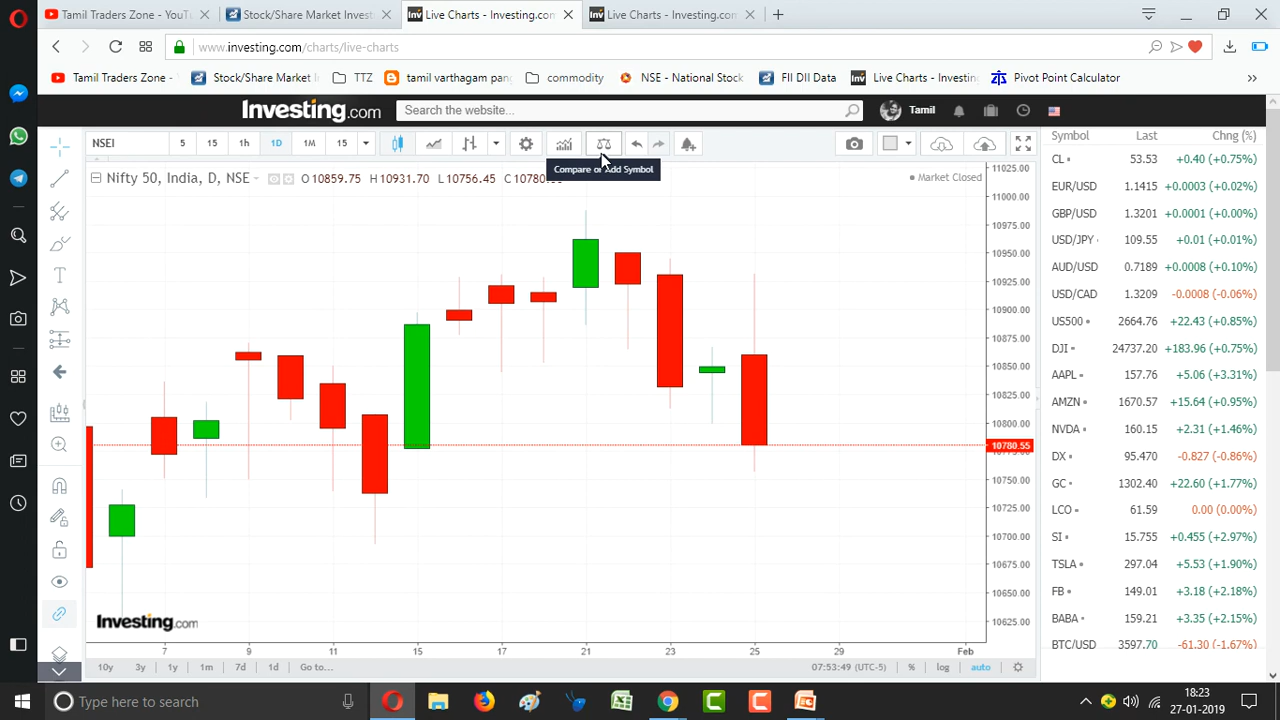 Tamil Traders Zone - YouT
Stock/Share Market Invest
Live Charts - Investing.com
Live Charts - Investing.com
www.investing.com/charts/live-charts
Tamil Traders Zone -
Stock/Share Market I
TTZ
tamil varthagam pan
commodity
NSE - National Stock
FII DII Data
Live Charts - Investin
Pivot Point Calculator
Investing.com
Search the website...
Tamil
NSEI
5
15
1h
1D
1M
15
Symbol Last Chng (%)
Compare or Add Symbol
Nifty 50, India, D, NSE
O10859.75 H10931.70 L10756.45 C10780.
Market Closed
CL 53.53 +0.40 (+0.75%)
EUR/USD 1.1415 +0.0003 (+0.02%)
GBP/USD 1.3201 +0.0001 (+0.00%)
USD/JPY 109.55 +0.01 (+0.01%)
AUD/USD 0.7189 +0.0008 (+0.10%)
USD/CAD 1.3209 -0.0008 (-0.06%)
US500 2664.76 +22.43 (+0.85%)
DJI 24737.20 +183.96 (+0.75%)
AAPL 157.76 +5.06 (+3.31%)
AMZN 1670.57 +15.64 (+0.95%)
NVDA 160.15 +2.31 (+1.46%)
DX 95.470 -0.827 (-0.86%)
GC 1302.40 +22.60 (+1.77%)
LCO 61.59 0.00 (0.00%)
SI 15.755 +0.455 (+2.97%)
TSLA 297.04 +5.53 (+1.90%)
FB 149.01 +3.18 (+2.18%)
BABA 159.21 +3.35 (+2.15%)
BTC/USD 3597.70 -61.30 (-1.67%)
11025.00
11000.00
10975.00
10950.00
10925.00
10900.00
10875.00
10850.00
10825.00
10800.00
10780.55
10750.00
10725.00
10700.00
10675.00
10650.00
10625.00
Investing.com
7 9 11 15 17 21 23 25 29 Feb
10y 3y 1y 1m 7d 1d Go to...
07:53:49 (UTC-5) % log auto
Type here to search
18:23
27-01-2019